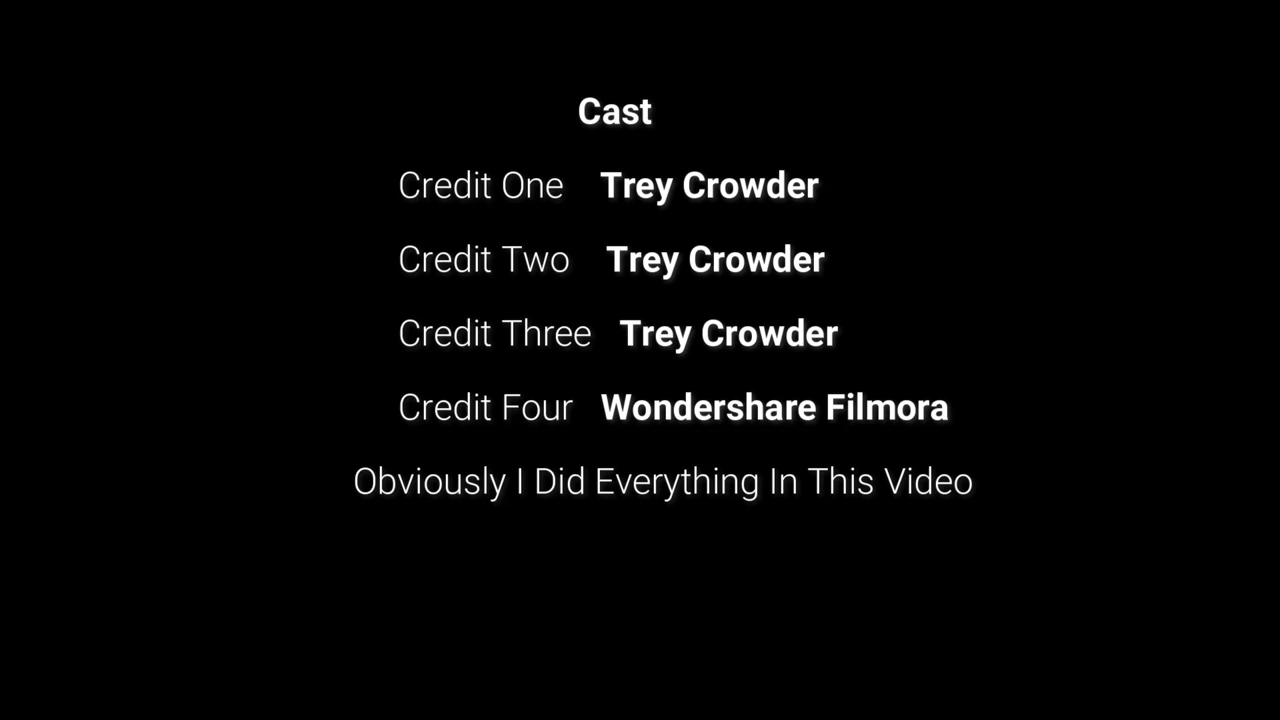 Cast
Credit One Trey Crowder
Credit Two Trey Crowder
Credit Three Trey Crowder
Credit Four Wondershare Filmora
Obviously I Did Everything In This Video